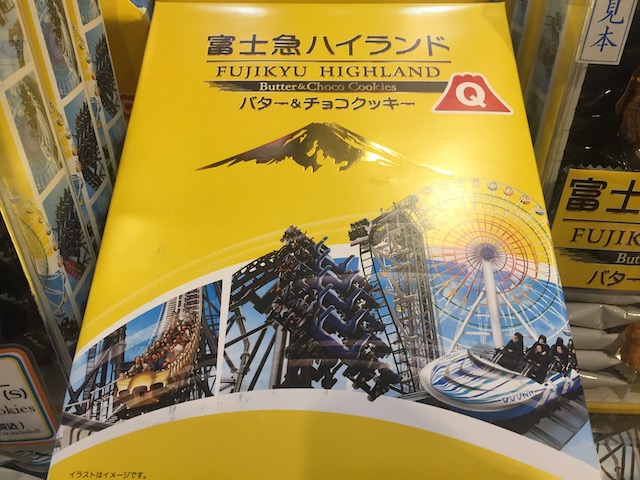 富士急ハイランド
FUJIKYU HIGHLAND
Butter&Choco Cookies
バター&チョコクッキー
Q
イラストはイメージです。
見本
富士
FUJIK
But
バタ
(S)
okies